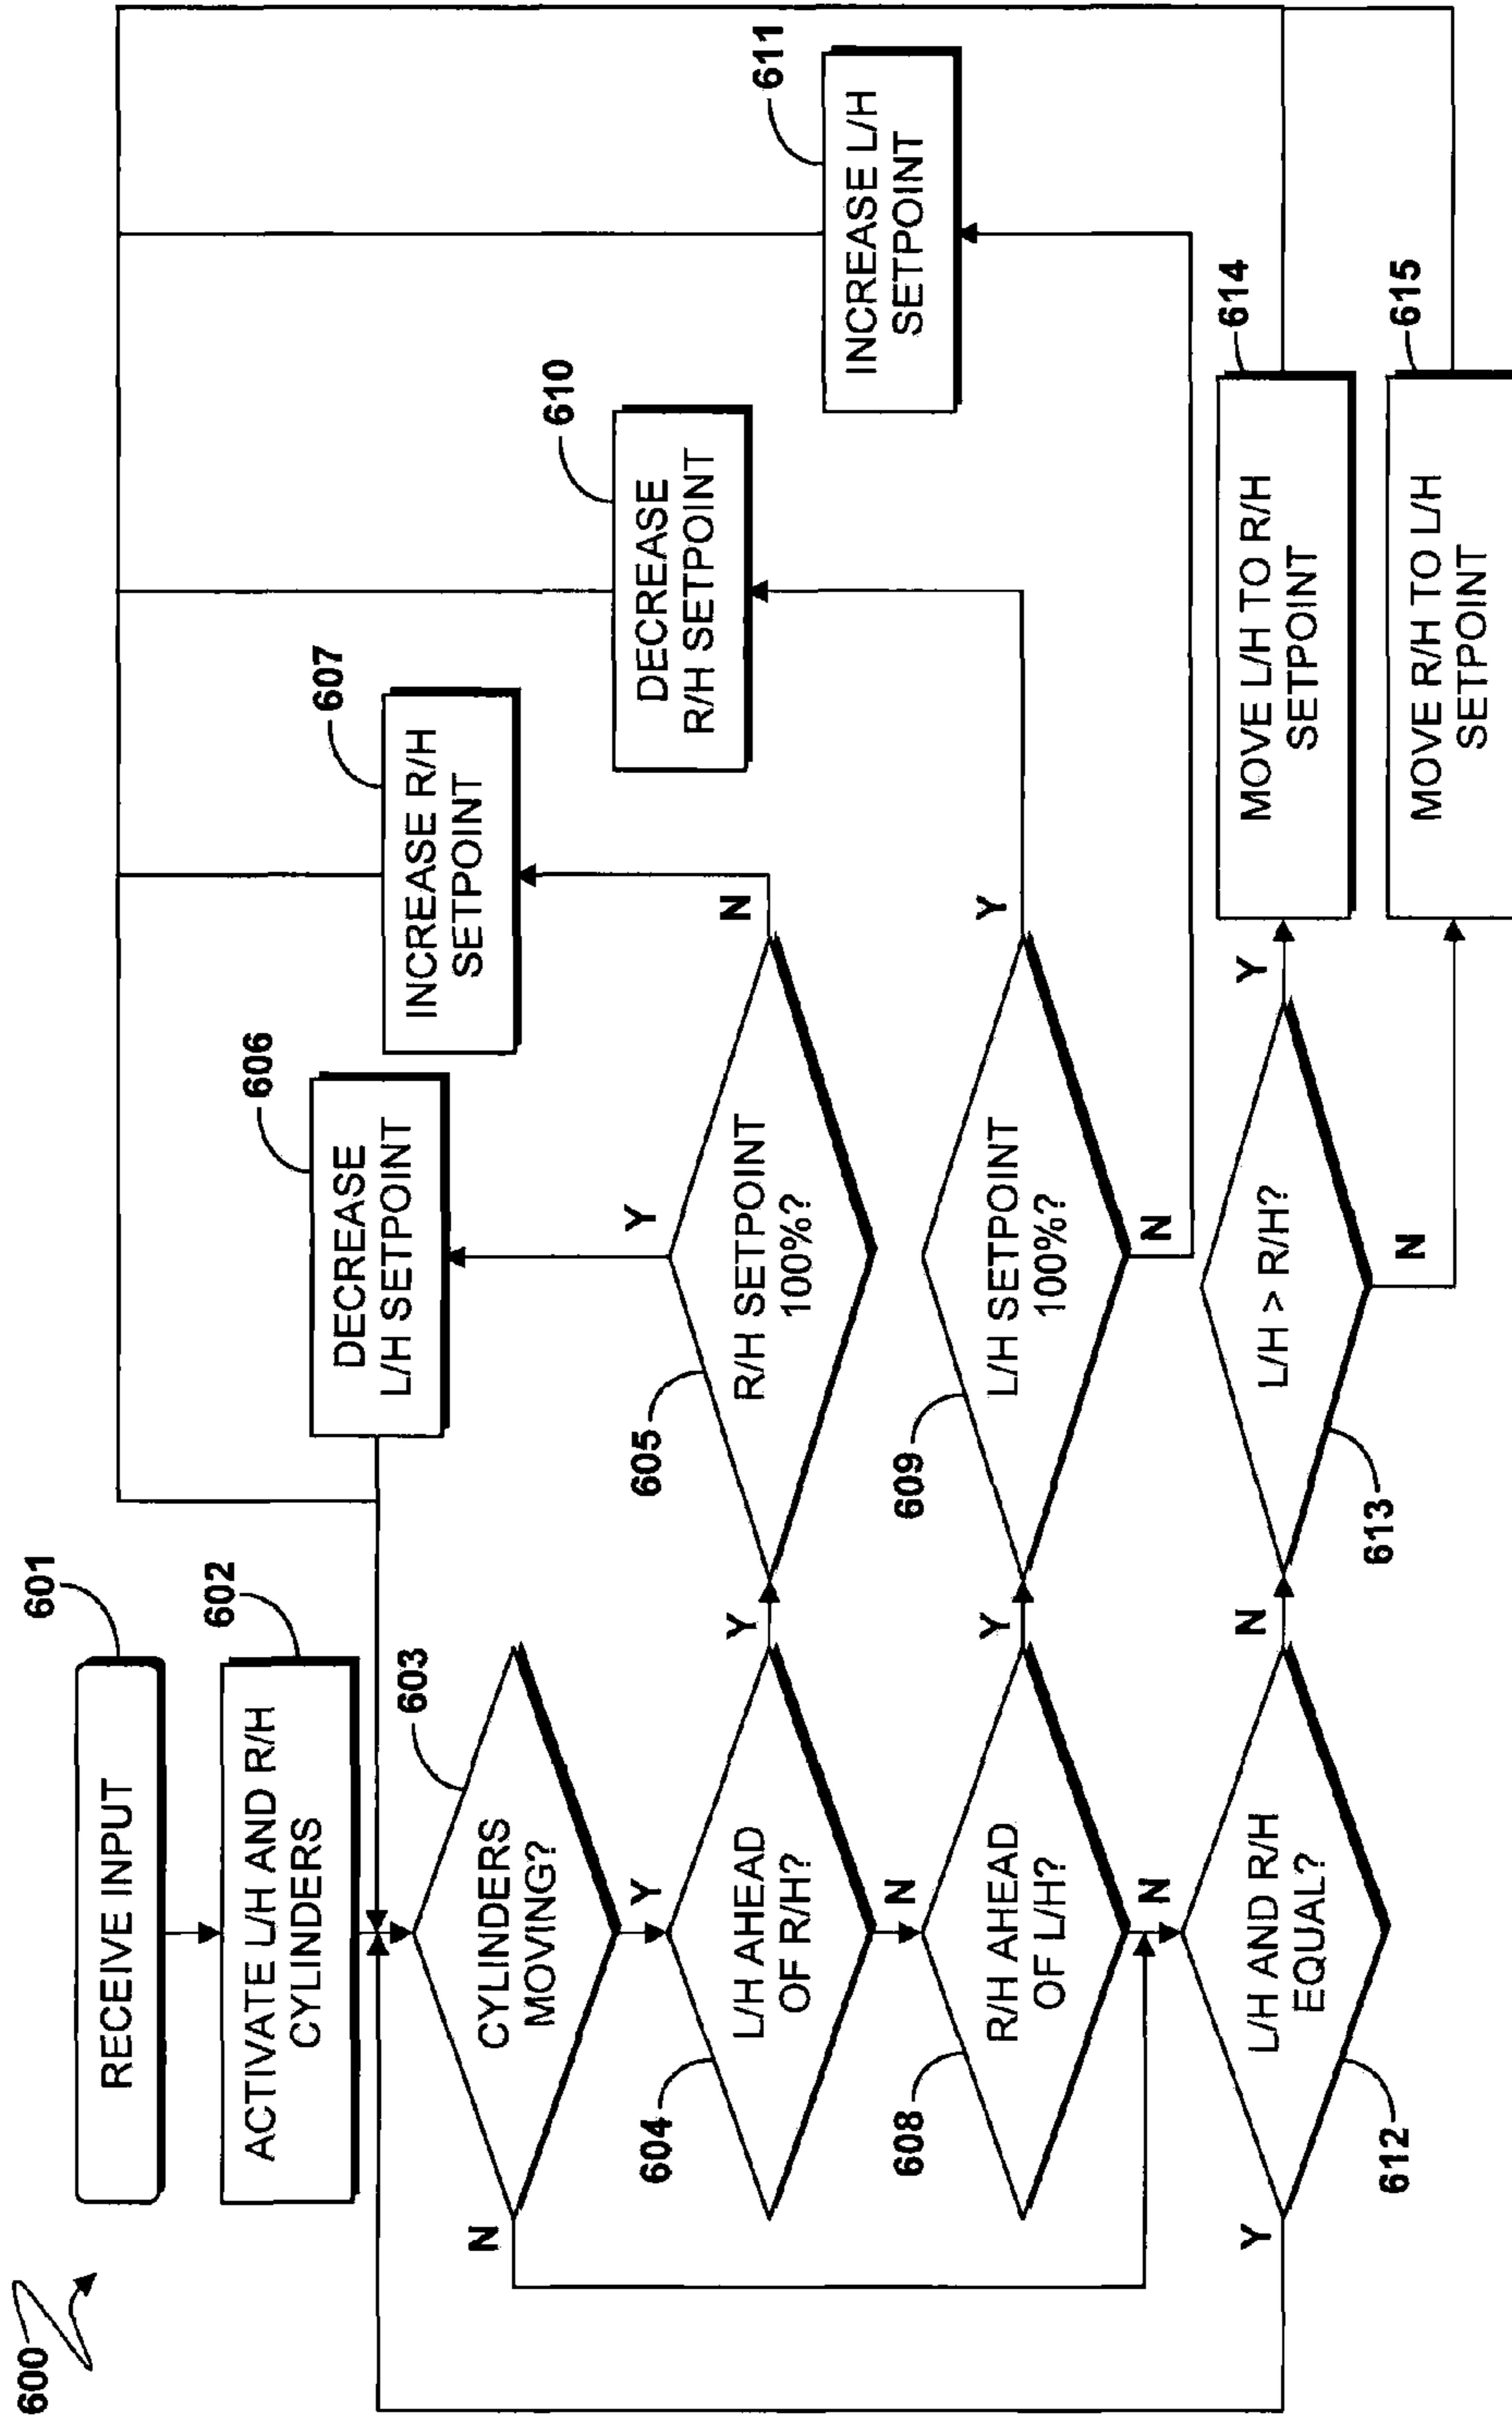 600
601
RECEIVE INPUT
602
ACTIVATE L/H AND R/H
CYLINDERS
603
CYLINDERS
MOVING?
N
Y
604
L/H AHEAD
OF R/H?
Y
N
605
R/H SETPOINT
100%?
Y
N
606
DECREASE
L/H SETPOINT
607
INCREASE R/H
SETPOINT
608
R/H AHEAD
OF L/H?
Y
N
609
L/H SETPOINT
100%?
Y
N
610
DECREASE
R/H SETPOINT
611
INCREASE L/H
SETPOINT
612
L/H AND R/H
EQUAL?
Y
N
613
L/H > R/H?
Y
N
614
MOVE L/H TO R/H
SETPOINT
615
MOVE R/H TO L/H
SETPOINT